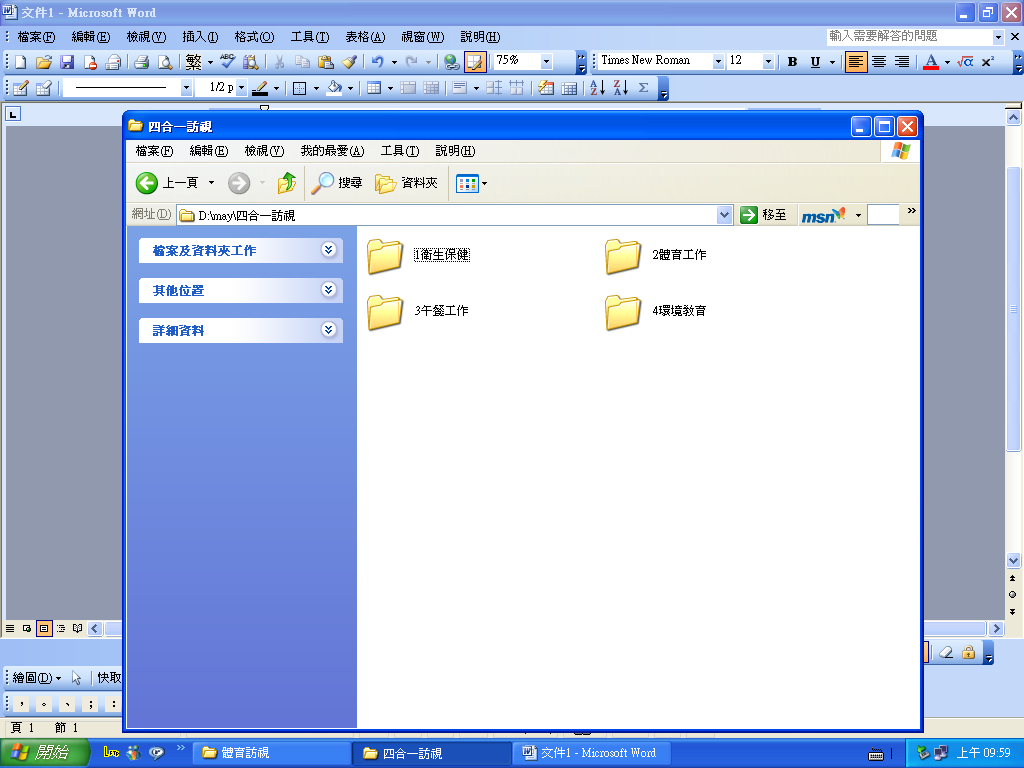 文件1 - Microsoft Word
檔案(F) 編輯(E) 檢視(V) 插入(I) 格式(O) 工具(T) 表格(A) 視窗(W) 說明(H) 輸入需要解答的問題
繁 75% Times New Roman 12 B U A
1/2 p
四合一訪視
檔案(F) 編輯(E) 檢視(V) 我的最愛(A) 工具(T) 說明(H)
上一頁 搜尋 資料夾
網址(D) D:\may\四合一訪視 移至 msn
檔案及資料夾工作
其他位置
詳細資料
1衛生保健 2體育工作
3午餐工作 4環境教育
繪圖(D) 快取
， 。 、 ； ：
頁 1 節 1
開始 體育訪視 四合一訪視 文件1 - Microsoft Word 上午 09:59